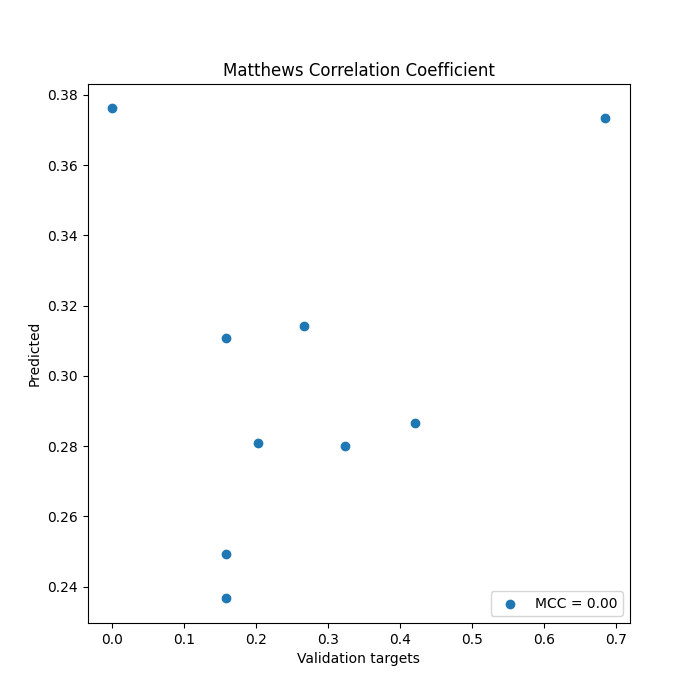 Matthews Correlation Coefficient
0.38
0.36
0.34
0.32
0.30
0.28
0.26
0.24
Predicted
MCC = 0.00
0.0 0.1 0.2 0.3 0.4 0.5 0.6 0.7
Validation targets